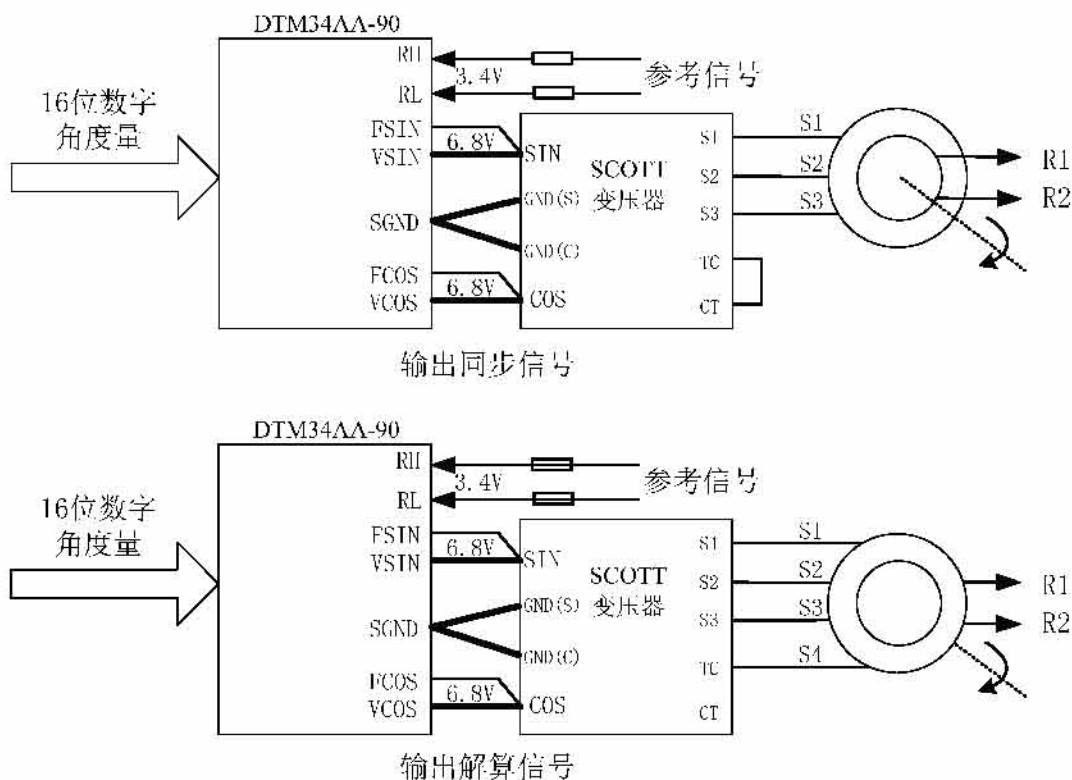 DTM34AA-90
RH
3.4V
RL
参考信号
16位数字
角度量
FSIN
6.8V
VSIN
SIN
SCOTT
变压器
GND(S)
SGND
GND(C)
FCOS
6.8V
VCOS
COS
S1
S2
S3
TC
CT
S1
S2
S3
R1
R2
输出同步信号
DTM34AA-90
RH
3.4V
RL
参考信号
16位数字
角度量
FSIN
6.8V
VSIN
SIN
SCOTT
变压器
GND(S)
SGND
GND(C)
FCOS
6.8V
VCOS
COS
S1
S2
S3
TC
CT
S1
S2
S3
S4
R1
R2
输出解算信号